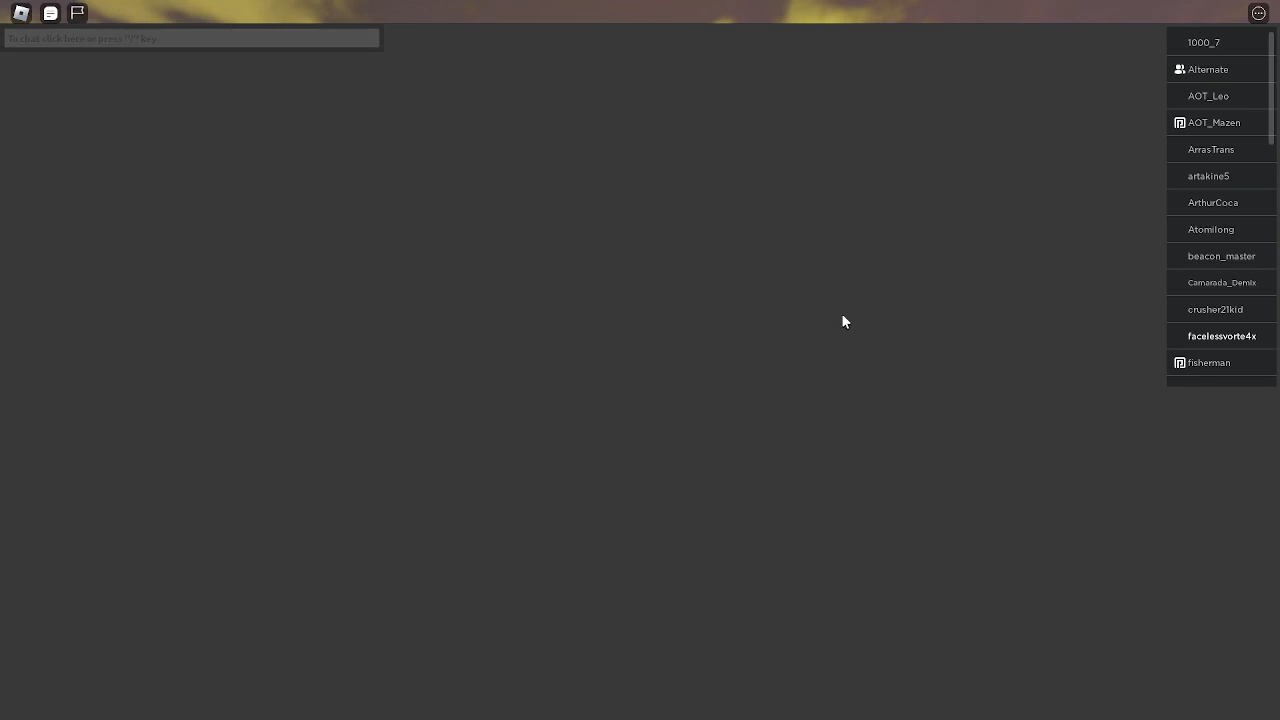 To chat click here or press "/" key
1000_7
Alternate
AOT_Leo
AOT_Mazen
ArrasTrans
artakine5
ArthurCoca
Atomilong
beacon_master
Camarada_Demix
crusher21kid
facelessvorte4x
fisherman